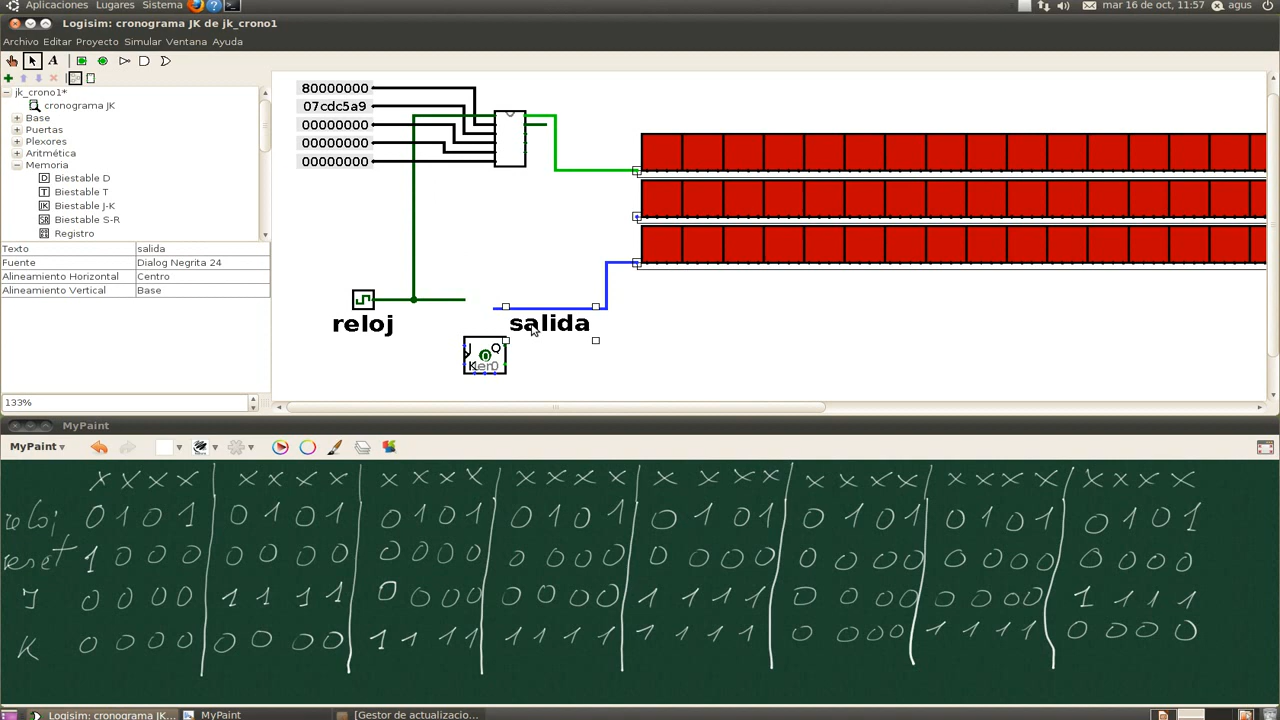 Aplicaciones Lugares Sistema ? >_ mar 16 de oct, 11:57 agus
Logisim: cronograma JK de jk_crono1
Archivo Editar Proyecto Simular Ventana Ayuda
A
jk_crono1*
cronograma JK
Base
Puertas
Plexores
Aritmética
Memoria
D Biestable D
T Biestable T
JK Biestable J-K
SR Biestable S-R
Registro
Texto salida
Fuente Dialog Negrita 24
Alineamiento Horizontal Centro
Alineamiento Vertical Base
133%
80000000
07cdc5a9
00000000
00000000
00000000
reloj
salida
J Q
0
K en 0
MyPaint
MyPaint
x x x x x x x x x x x x x x x x x x x x x x x x x x x x x x x x
reloj 0 1 0 1 0 1 0 1 0 1 0 1 0 1 0 1 0 1 0 1 0 1 0 1 0 1 0 1 0 1 0 1
reset 1 0 0 0 0 0 0 0 0 0 0 0 0 0 0 0 0 0 0 0 0 0 0 0 0 0 0 0 0 0 0 0
J 0 0 0 0 1 1 1 1 0 0 0 0 0 0 0 0 1 1 1 1 0 0 0 0 0 0 0 0 1 1 1 1
K 0 0 0 0 0 0 0 0 1 1 1 1 1 1 1 1 1 1 1 1 0 0 0 0 1 1 1 1 0 0 0 0
Logisim: cronograma JK... MyPaint [Gestor de actualizacio...